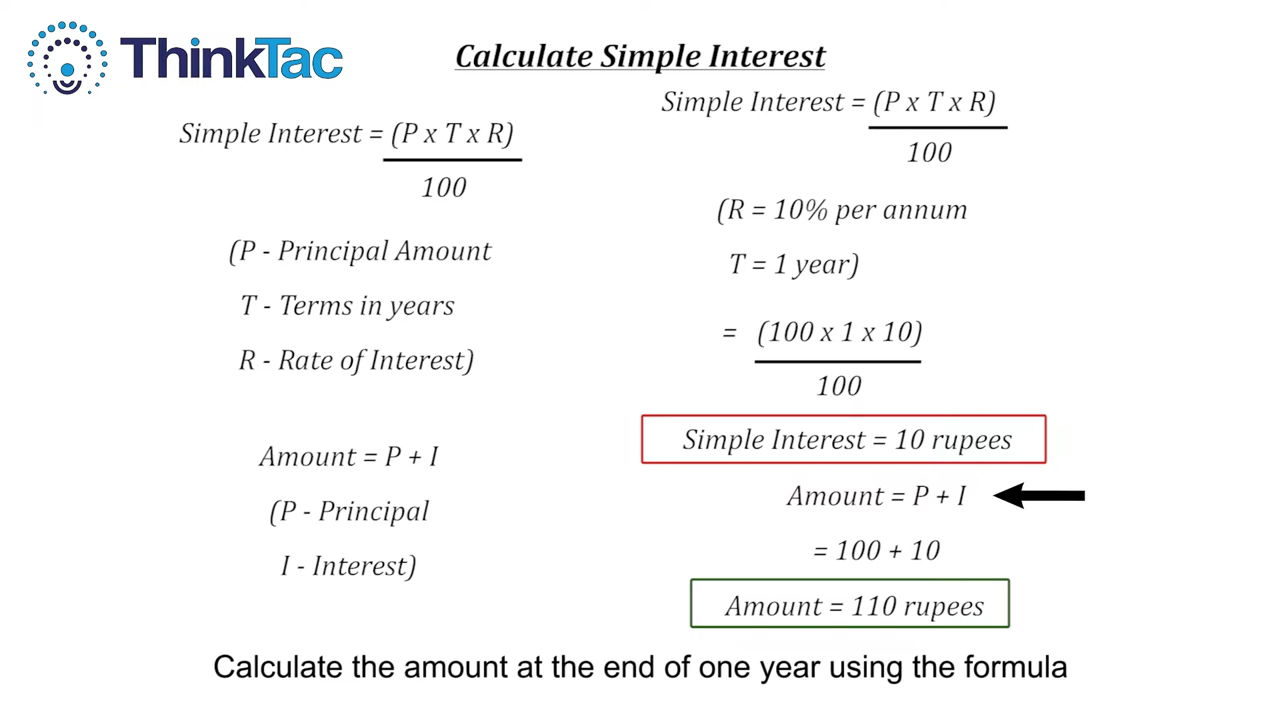 ThinkTac
Calculate Simple Interest
Simple Interest = (P x T x R)
100
(P - Principal Amount
T - Terms in years
R - Rate of Interest)
Amount = P + I
(P - Principal
I - Interest)
Simple Interest = (P x T x R)
100
(R = 10% per annum
T = 1 year)
= (100 x 1 x 10)
100
Simple Interest = 10 rupees
Amount = P + I
= 100 + 10
Amount = 110 rupees
Calculate the amount at the end of one year using the formula